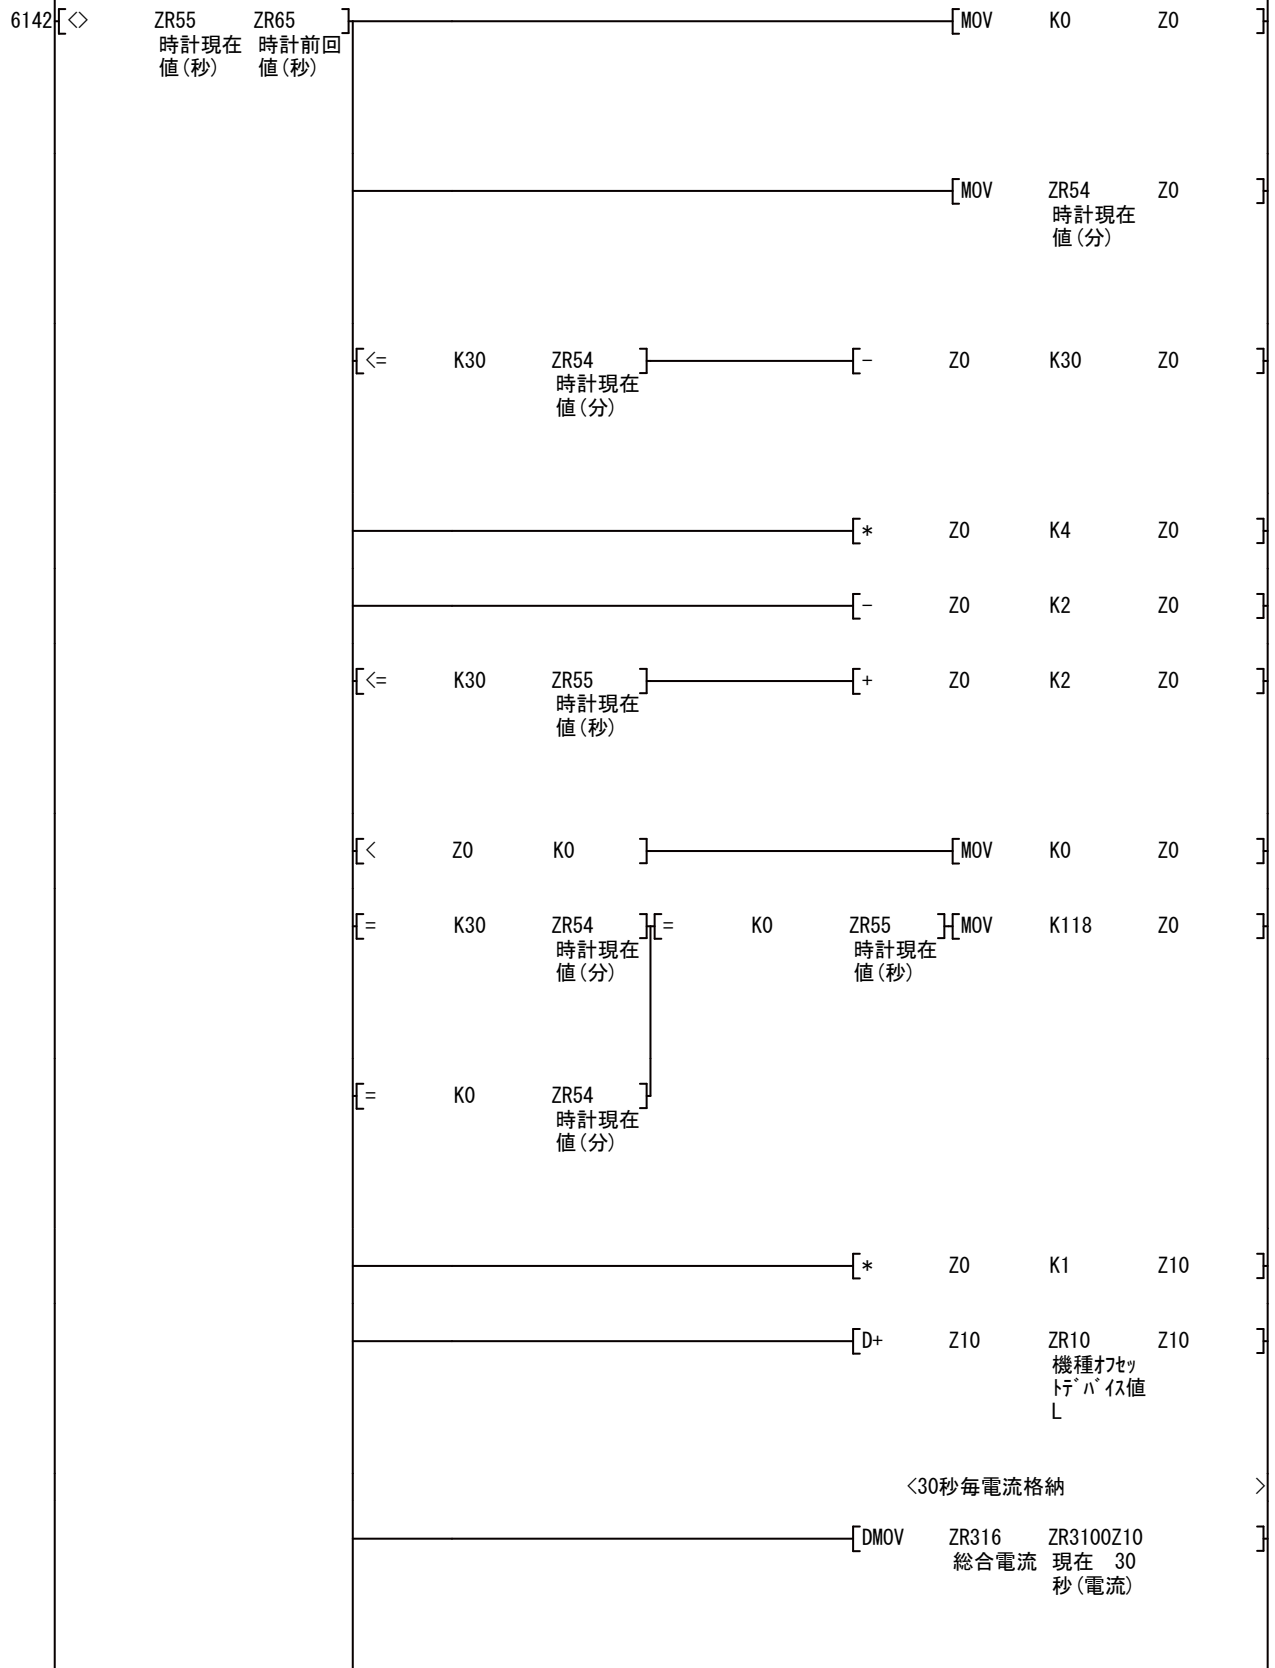 6142 <> ZR55 ZR65 MOV K0 Z0
時計現在 時計前回
値(秒) 値(秒)
MOV ZR54 Z0
時計現在
値(分)
<= K30 ZR54 - Z0 K30 Z0
時計現在
値(分)
* Z0 K4 Z0
- Z0 K2 Z0
<= K30 ZR55 + Z0 K2 Z0
時計現在
値(秒)
< Z0 K0 MOV K0 Z0
= K30 ZR54 = K0 ZR55 MOV K118 Z0
時計現在 時計現在
値(分) 値(秒)
= K0 ZR54
時計現在
値(分)
* Z0 K1 Z10
D+ Z10 ZR10 Z10
機種ｵﾌｾｯ
ﾄﾃﾞﾊﾞｲｽ値
L
<30秒毎電流格納 >
DMOV ZR316 ZR3100Z10
総合電流 現在 30
秒(電流)